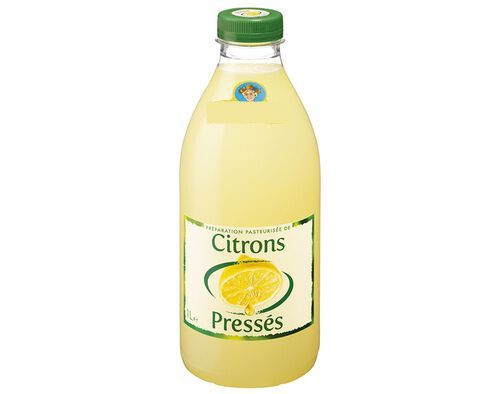 PRÉPARATION PASTEURISÉE DE
Citrons
Pressés
1L℮